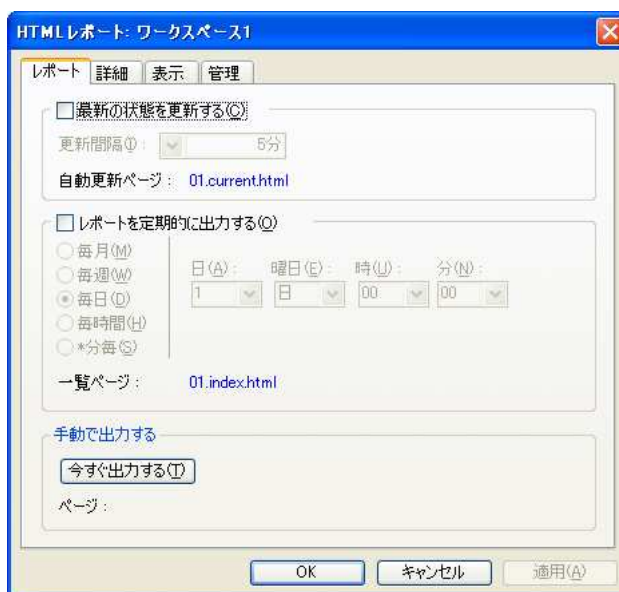 HTMLレポート: ワークスペース1
レポート 詳細 表示 管理
最新の状態を更新する(C)
更新間隔(I): 5分
自動更新ページ: 01.current.html
レポートを定期的に出力する(O)
毎月(M)
毎週(W)
毎日(D)
毎時間(H)
*分毎(S)
日(A): 曜日(E): 時(U): 分(N):
1 日 00 00
一覧ページ: 01.index.html
手動で出力する
今すぐ出力する(T)
ページ:
OK キャンセル 適用(A)